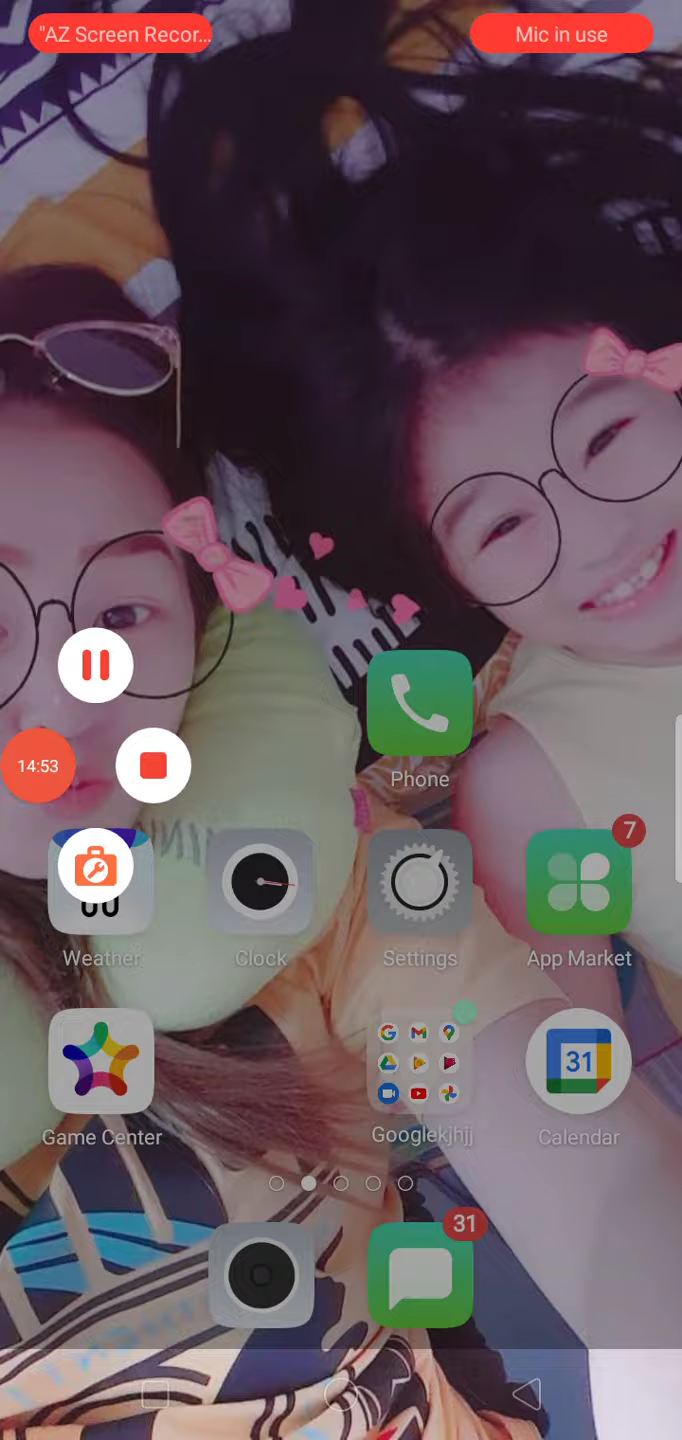 "AZ Screen Recor...
Mic in use
Phone
14:53
7
Weather
Clock
Settings
App Market
31
Game Center
Googlekjhjj
Calendar
31